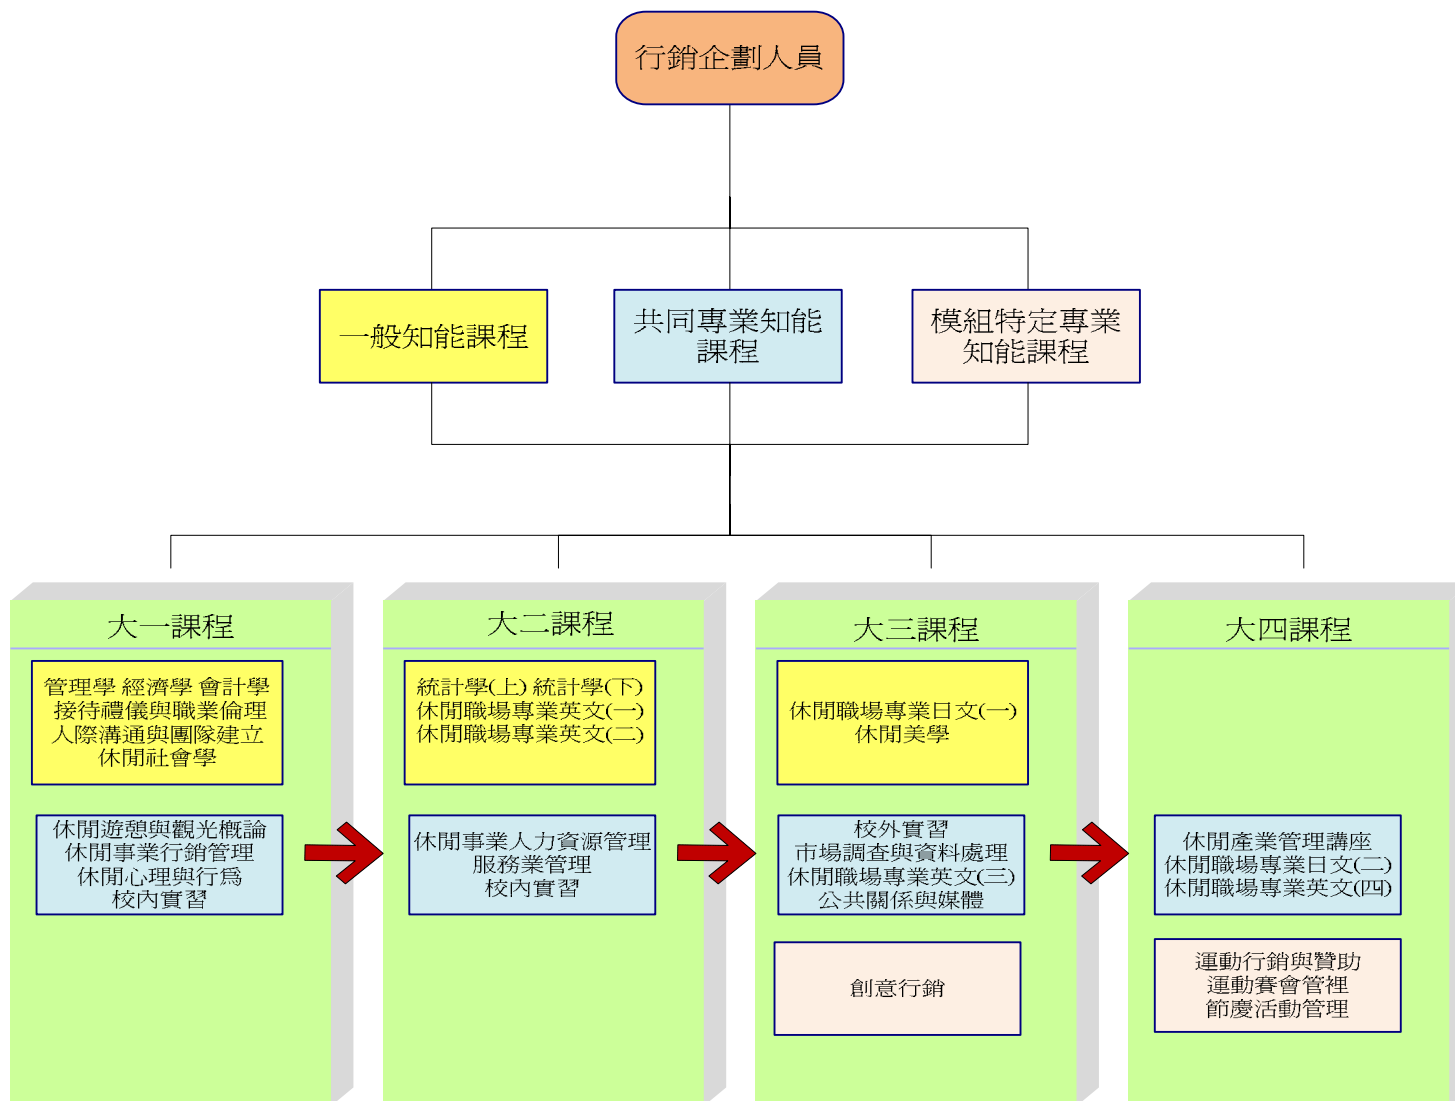 行銷企劃人員
一般知能課程
共同專業知能
課程
模組特定專業
知能課程
大一課程
管理學 經濟學 會計學
接待禮儀與職業倫理
人際溝通與團隊建立
休閒社會學
休閒遊憩與觀光概論
休閒事業行銷管理
休閒心理與行為
校內實習
大二課程
統計學(上) 統計學(下)
休閒職場專業英文(一)
休閒職場專業英文(二)
休閒事業人力資源管理
服務業管理
校內實習
大三課程
休閒職場專業日文(一)
休閒美學
校外實習
市場調查與資料處理
休閒職場專業英文(三)
公共關係與媒體
創意行銷
大四課程
休閒產業管理講座
休閒職場專業日文(二)
休閒職場專業英文(四)
運動行銷與贊助
運動賽會管裡
節慶活動管理